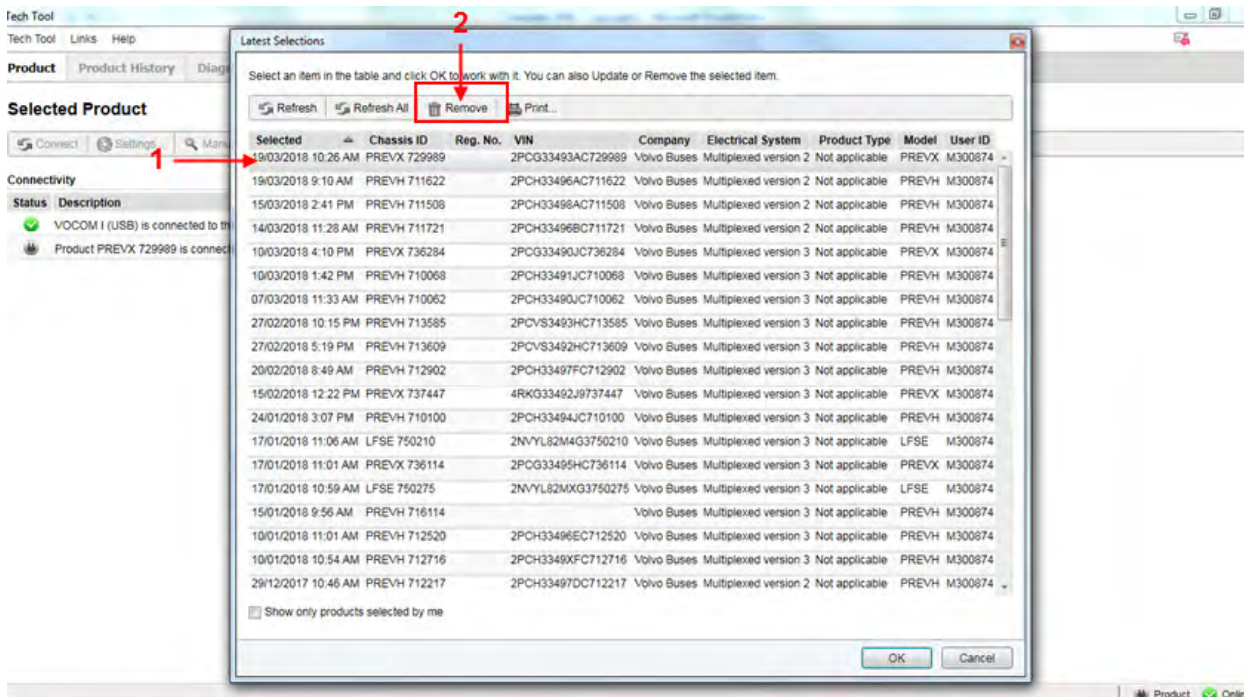 Tech Tool
2
Tech Tool Links Help
Latest Selections
Product Product History Diag
Select an item in the table and click OK to work with it. You can also Update or Remove the selected item.
Selected Product
Refresh Refresh All Remove Print...
Connect Settings...
1
Selected Chassis ID Reg. No. VIN Company Electrical System Product Type Model User ID
19/03/2018 10:26 AM PREVX 729989 2PCG33493AC729989 Volvo Buses Multiplexed version 2 Not applicable PREVX M300874
Connectivity
19/03/2018 9:10 AM PREVH 711622 2PCH33496AC711622 Volvo Buses Multiplexed version 2 Not applicable PREVH M300874
Status Description
15/03/2018 2:41 PM PREVH 711508 2PCH33498AC711508 Volvo Buses Multiplexed version 2 Not applicable PREVH M300874
VOCOM I (USB) is connected to th
14/03/2018 11:28 AM PREVH 711721 2PCH33496BC711721 Volvo Buses Multiplexed version 2 Not applicable PREVH M300874
Product PREVX 729989 is connect
10/03/2018 4:10 PM PREVX 736284 2PCG33490JC736284 Volvo Buses Multiplexed version 3 Not applicable PREVX M300874
10/03/2018 1:42 PM PREVH 710068 2PCH33491JC710068 Volvo Buses Multiplexed version 3 Not applicable PREVH M300874
07/03/2018 11:33 AM PREVH 710062 2PCH33490JC710062 Volvo Buses Multiplexed version 3 Not applicable PREVH M300874
27/02/2018 10:15 PM PREVH 713585 2PCVS3493HC713585 Volvo Buses Multiplexed version 3 Not applicable PREVH M300874
27/02/2018 5:19 PM PREVH 713609 2PCVS3492HC713609 Volvo Buses Multiplexed version 3 Not applicable PREVH M300874
20/02/2018 8:49 AM PREVH 712902 2PCH33497FC712902 Volvo Buses Multiplexed version 3 Not applicable PREVH M300874
15/02/2018 12:22 PM PREVX 737447 4RKG33492J9737447 Volvo Buses Multiplexed version 3 Not applicable PREVX M300874
24/01/2018 3:07 PM PREVH 710100 2PCH33494JC710100 Volvo Buses Multiplexed version 3 Not applicable PREVH M300874
17/01/2018 11:06 AM LFSE 750210 2NVYL82M4G3750210 Volvo Buses Multiplexed version 3 Not applicable LFSE M300874
17/01/2018 11:01 AM PREVX 736114 2PCG33495HC736114 Volvo Buses Multiplexed version 3 Not applicable PREVX M300874
17/01/2018 10:59 AM LFSE 750275 2NVYL82MXG3750275 Volvo Buses Multiplexed version 3 Not applicable LFSE M300874
15/01/2018 9:56 AM PREVH 716114 Volvo Buses Multiplexed version 3 Not applicable PREVH M300874
10/01/2018 11:01 AM PREVH 712520 2PCH33496EC712520 Volvo Buses Multiplexed version 3 Not applicable PREVH M300874
10/01/2018 10:54 AM PREVH 712716 2PCH3349XFC712716 Volvo Buses Multiplexed version 3 Not applicable PREVH M300874
29/12/2017 10:46 AM PREVH 712217 2PCH33497DC712217 Volvo Buses Multiplexed version 2 Not applicable PREVH M300874
Show only products selected by me
OK Cancel
Product Onlin